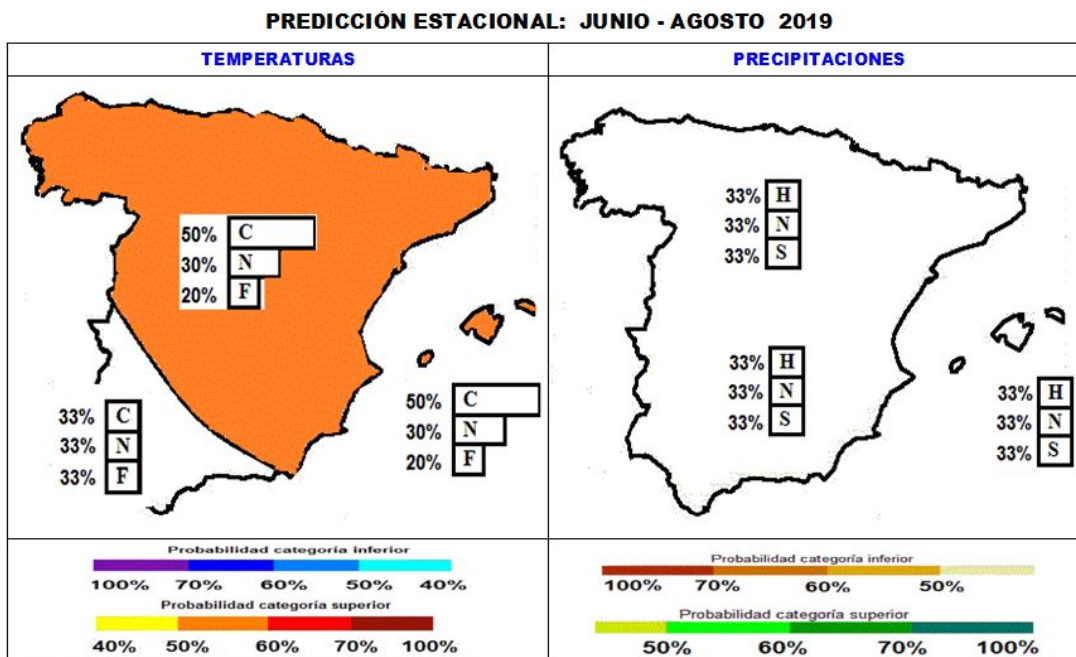 PREDICCIÓN ESTACIONAL: JUNIO - AGOSTO 2019
TEMPERATURAS
50% C
30% N
20% F
33% C
33% N
33% F
50% C
30% N
20% F
Probabilidad categoría inferior
100% 70% 60% 50% 40%
Probabilidad categoría superior
40% 50% 60% 70% 100%
PRECIPITACIONES
33% H
33% N
33% S
33% H
33% N
33% S
33% H
33% N
33% S
Probabilidad categoría inferior
100% 70% 60% 50%
Probabilidad categoría superior
50% 60% 70% 100%